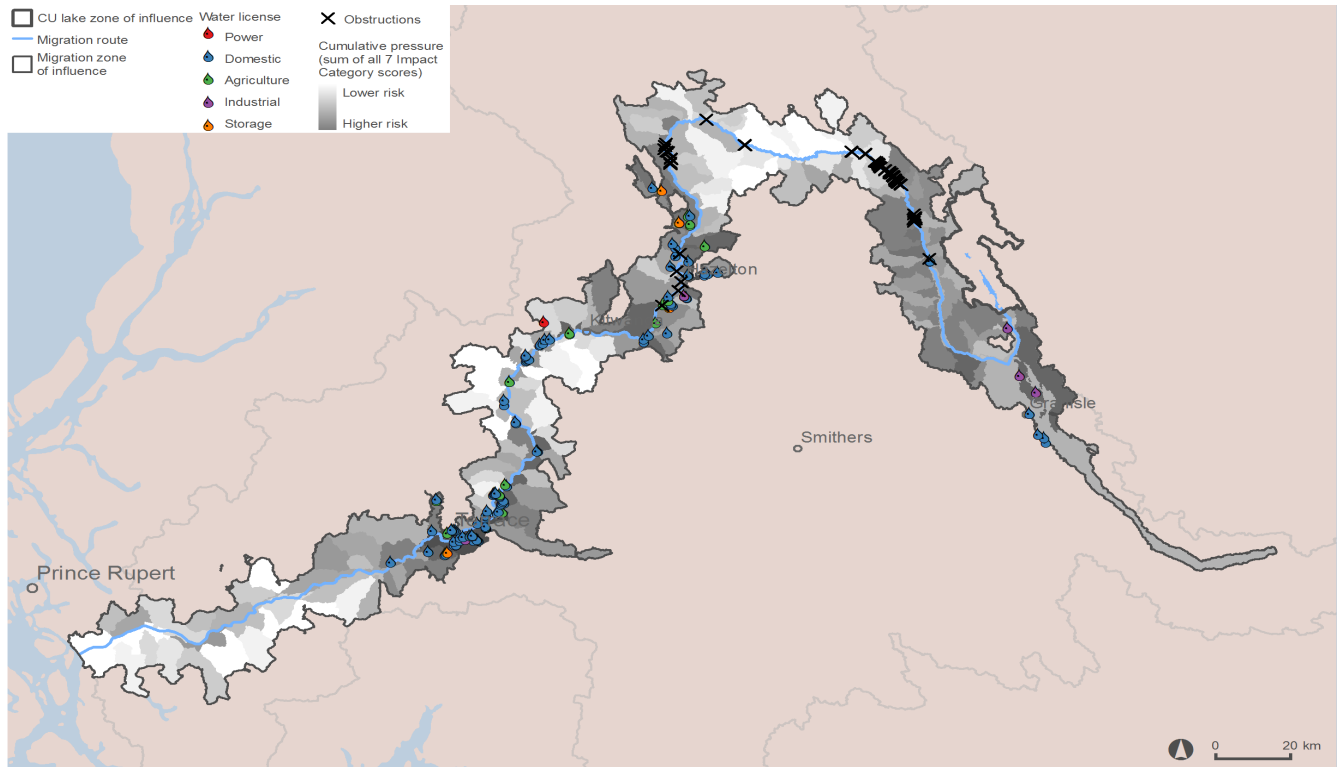 CU lake zone of influence
Migration route
Migration zone
of influence
Water license
Power
Domestic
Agriculture
Industrial
Storage
Obstructions
Cumulative pressure
(sum of all 7 Impact
Category scores)
Lower risk
Higher risk
Smithers
Prince Rupert
0 20 km